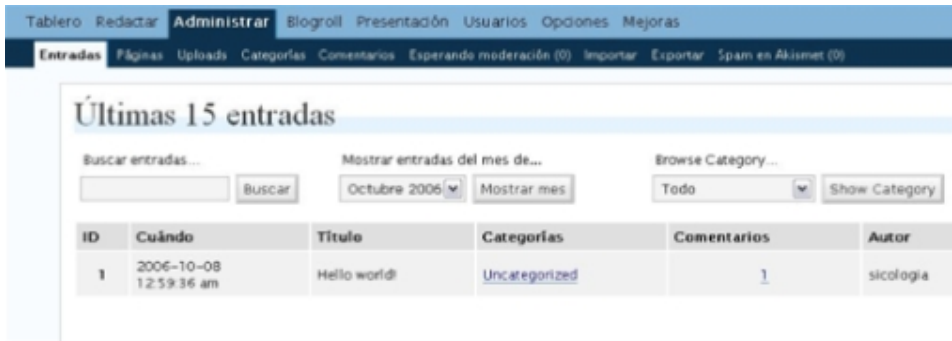 Tablero Redactar Administrar Blogroll Presentación Usuarios Opciones Mejoras
Entradas Páginas Uploads Categorías Comentarios Esperando moderación (0) Importar Exportar Spam en Akismet (0)
Últimas 15 entradas
Buscar entradas... Mostrar entradas del mes de... Browse Category...
Buscar Octubre 2006 Mostrar mes Todo Show Category
ID Cuándo Título Categorías Comentarios Autor
1 2006-10-08 Hello world! Uncategorized 1 sicologia
12:59:36 am